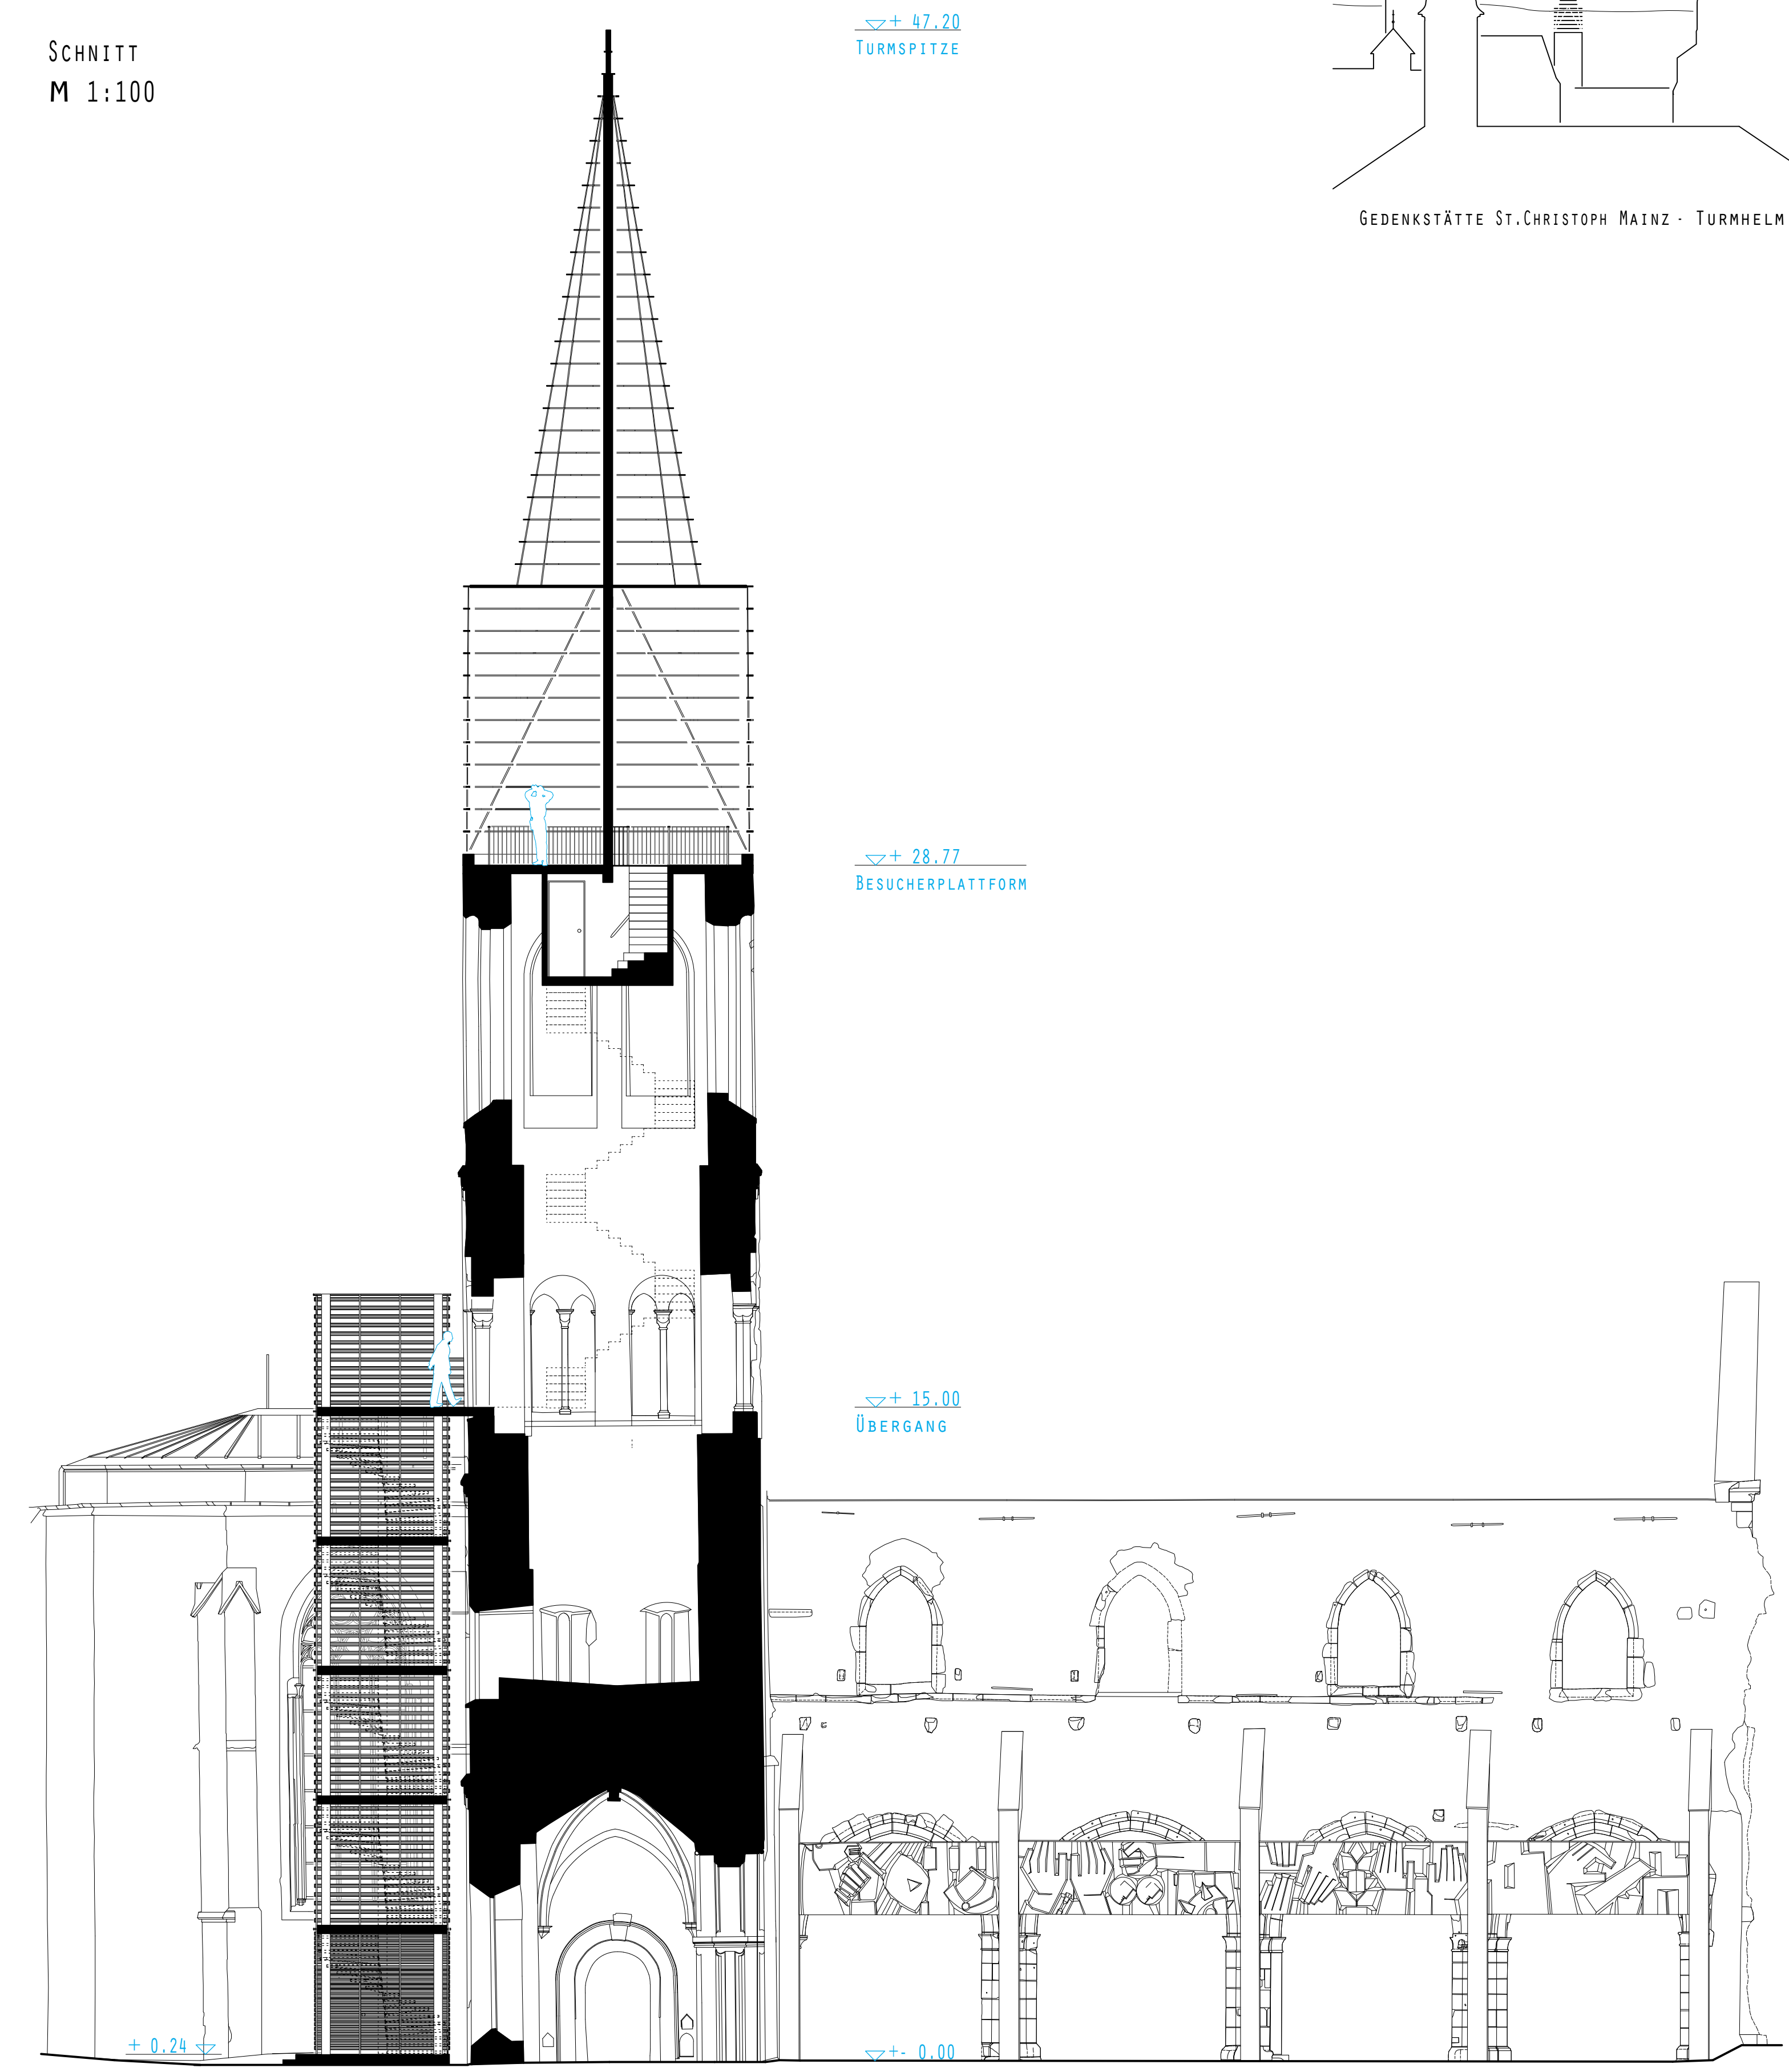 SCHNITT
M 1:100
+ 47.20
TURMSPITZE
GEDENKSTÄTTE ST.CHRISTOPH MAINZ - TURMHELM
+ 28.77
BESUCHERPLATTFORM
+ 15.00
ÜBERGANG
+ 0.24
+- 0.00